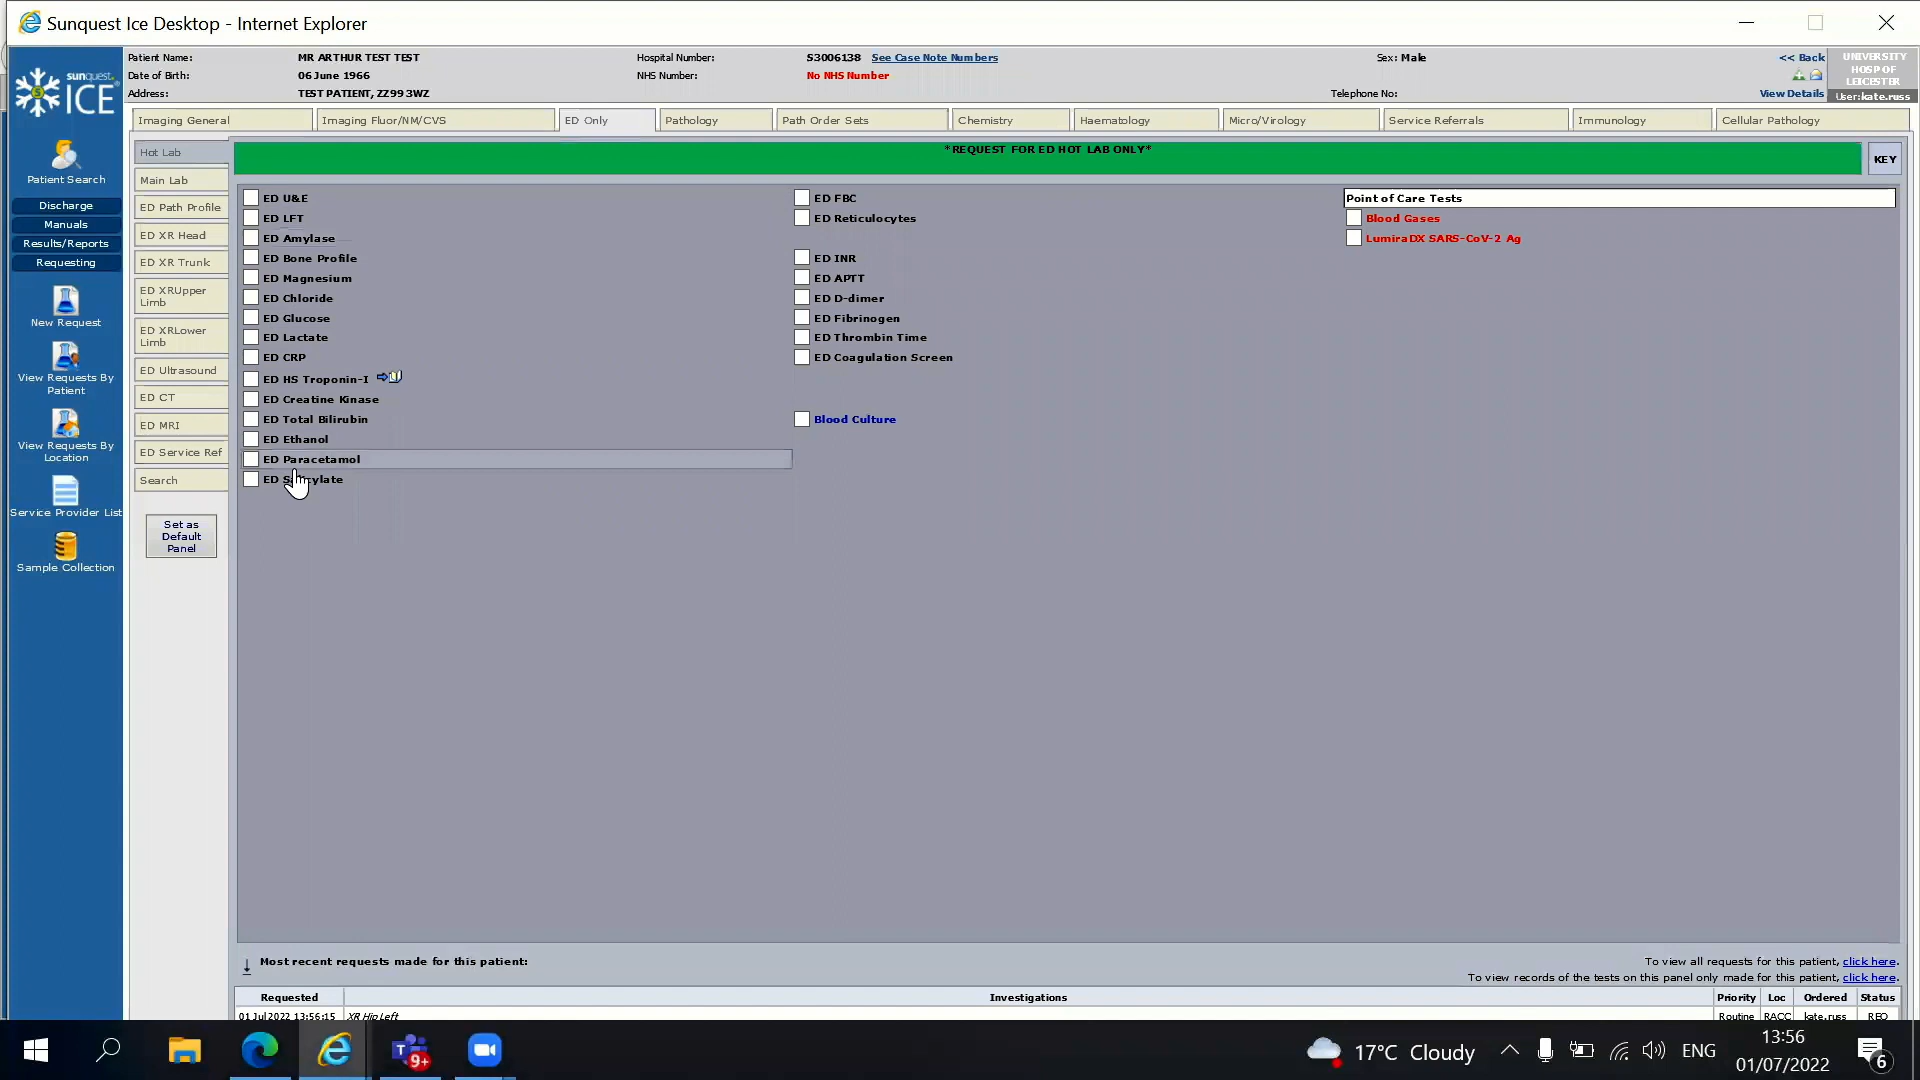 Sunquest Ice Desktop - Internet Explorer
Patient Name: MR ARTHUR TEST TEST Hospital Number: S3006138 See Case Note Numbers Sex: Male << Back
Date of Birth: 06 June 1966 NHS Number: No NHS Number
Address: TEST PATIENT, ZZ99 3WZ Telephone No: View Details
UNIVERSITY
HOSP OF
LEICESTER
User:kate.russ
sunquest
ICE
Imaging General Imaging Fluor/NM/CVS ED Only Pathology Path Order Sets Chemistry Haematology Micro/Virology Service Referrals Immunology Cellular Pathology
Patient Search
Discharge
Manuals
Results/Reports
Requesting
New Request
View Requests By
Patient
View Requests By
Location
Service Provider List
Sample Collection
Hot Lab
Main Lab
ED Path Profile
ED XR Head
ED XR Trunk
ED XRUpper
Limb
ED XRLower
Limb
ED Ultrasound
ED CT
ED MRI
ED Service Ref
Search
Set as
Default
Panel
*REQUEST FOR ED HOT LAB ONLY*
KEY
ED U&E
ED LFT
ED Amylase
ED Bone Profile
ED Magnesium
ED Chloride
ED Glucose
ED Lactate
ED CRP
ED HS Troponin-I
ED Creatine Kinase
ED Total Bilirubin
ED Ethanol
ED Paracetamol
ED Salicylate
ED FBC
ED Reticulocytes
ED INR
ED APTT
ED D-dimer
ED Fibrinogen
ED Thrombin Time
ED Coagulation Screen
Blood Culture
Point of Care Tests
Blood Gases
LumiraDX SARS-CoV-2 Ag
Most recent requests made for this patient:
To view all requests for this patient, click here.
To view records of the tests on this panel only made for this patient, click here.
Requested Investigations Priority Loc Ordered Status
01 Jul 2022 13:56:15 XR Hip Left Routine RACC kate.russ REQ
9+
17°C Cloudy
ENG
13:56
01/07/2022
6